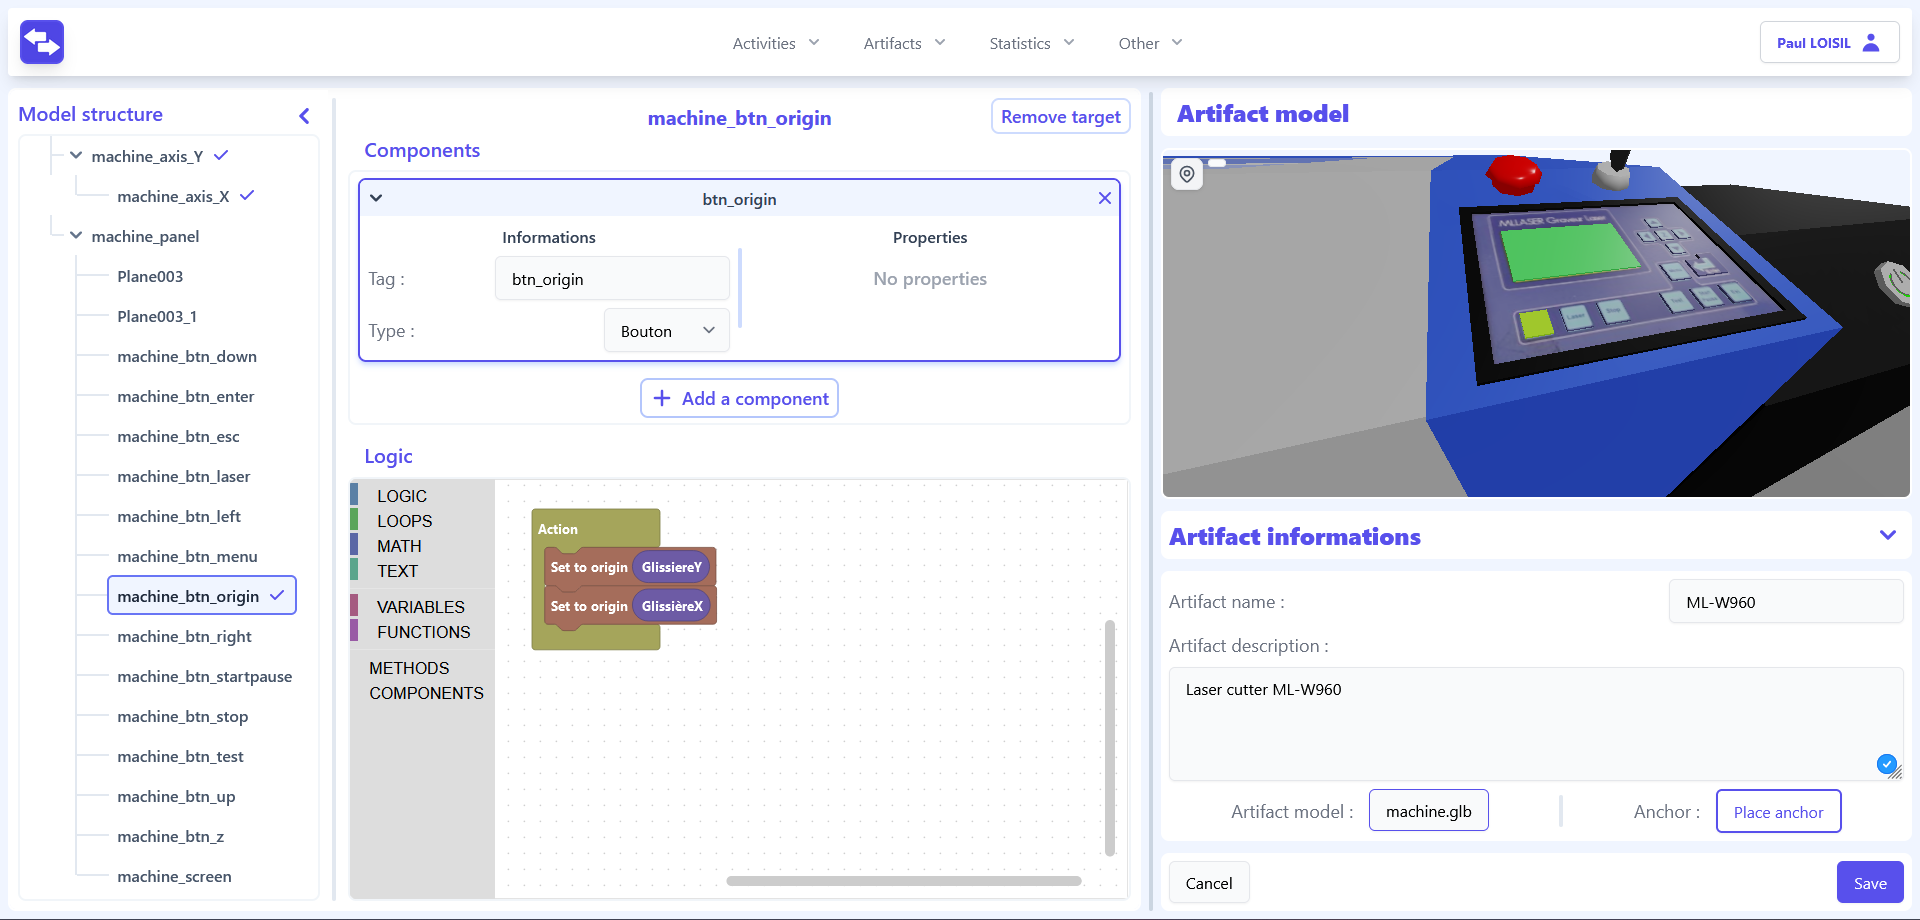 Activities
Artifacts
Statistics
Other
Paul LOISIL
Model structure
machine_axis_Y
machine_axis_X
machine_panel
Plane003
Plane003_1
machine_btn_down
machine_btn_enter
machine_btn_esc
machine_btn_laser
machine_btn_left
machine_btn_menu
machine_btn_origin
machine_btn_right
machine_btn_startpause
machine_btn_stop
machine_btn_test
machine_btn_up
machine_btn_z
machine_screen
machine_btn_origin
Remove target
Components
btn_origin
Informations
Properties
Tag :
btn_origin
No properties
Type :
Bouton
Add a component
Logic
LOGIC
LOOPS
MATH
TEXT
VARIABLES
FUNCTIONS
METHODS
COMPONENTS
Action
Set to origin GlissiereY
Set to origin GlissièreX
Artifact model
MLLASER Graveur Laser
Laser
Stop
Artifact informations
Artifact name :
ML-W960
Artifact description :
Laser cutter ML-W960
Artifact model :
machine.glb
Anchor :
Place anchor
Cancel
Save